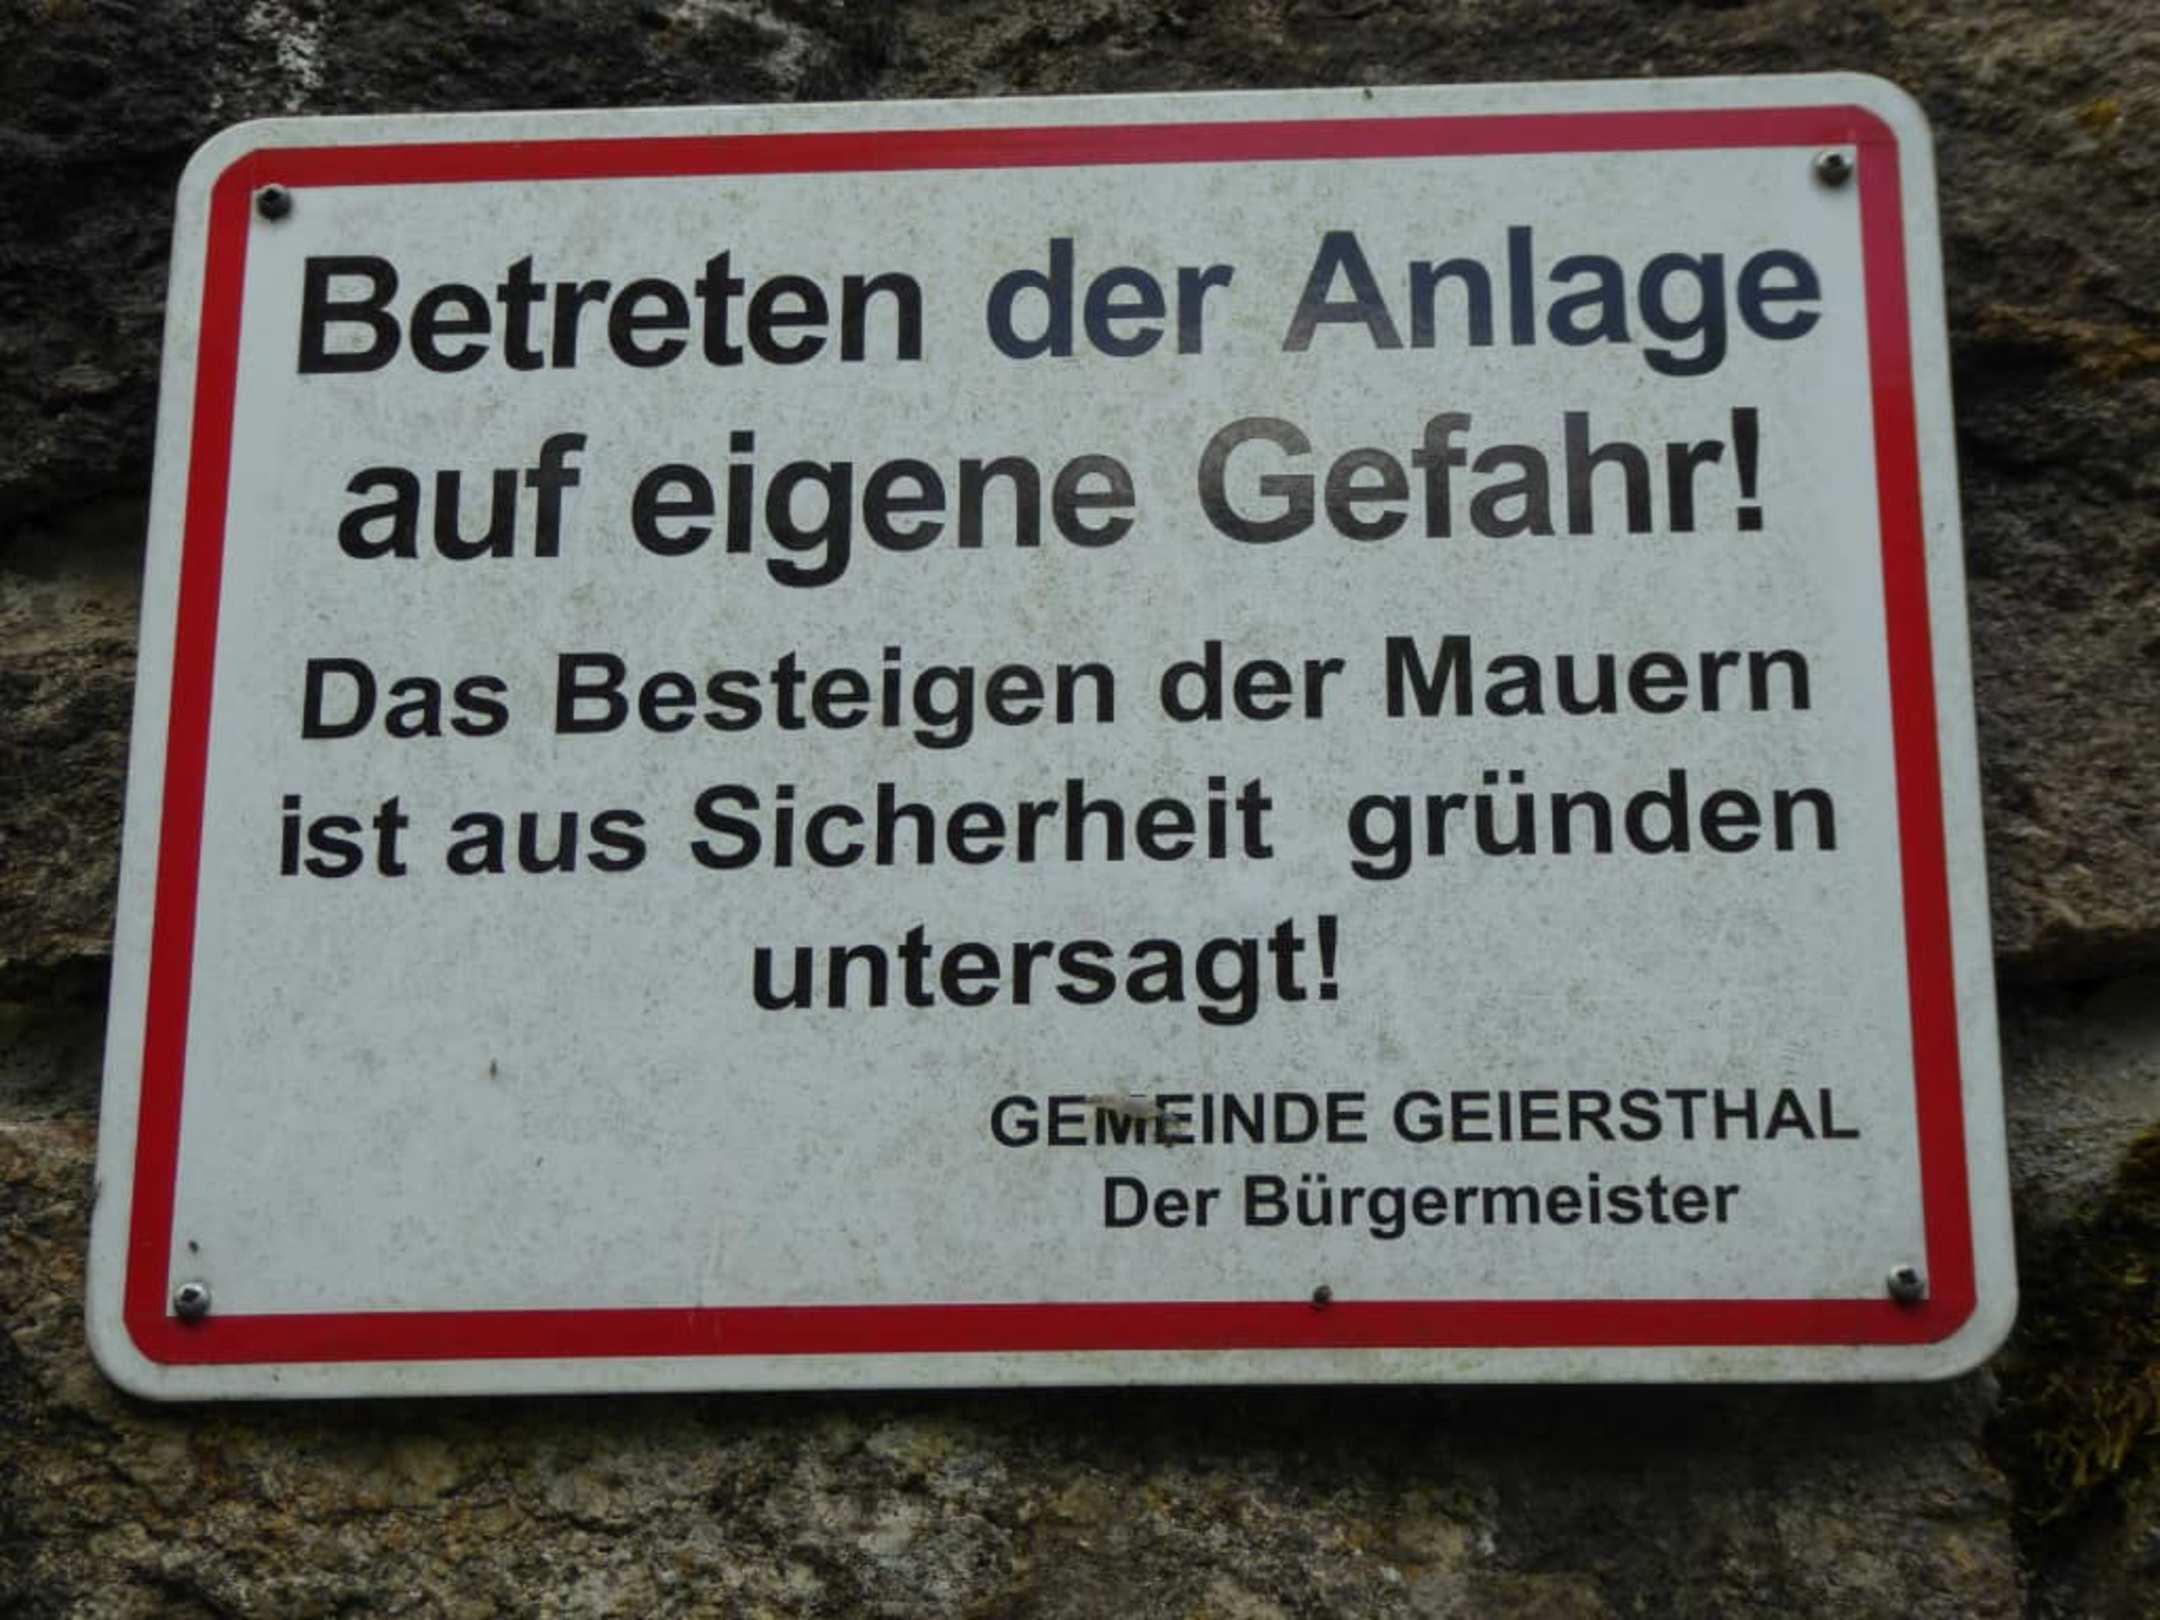 Betreten der Anlage
auf eigene Gefahr!
Das Besteigen der Mauern
ist aus Sicherheit gründen
untersagt!
GEMEINDE GEIERSTHAL
Der Bürgermeister